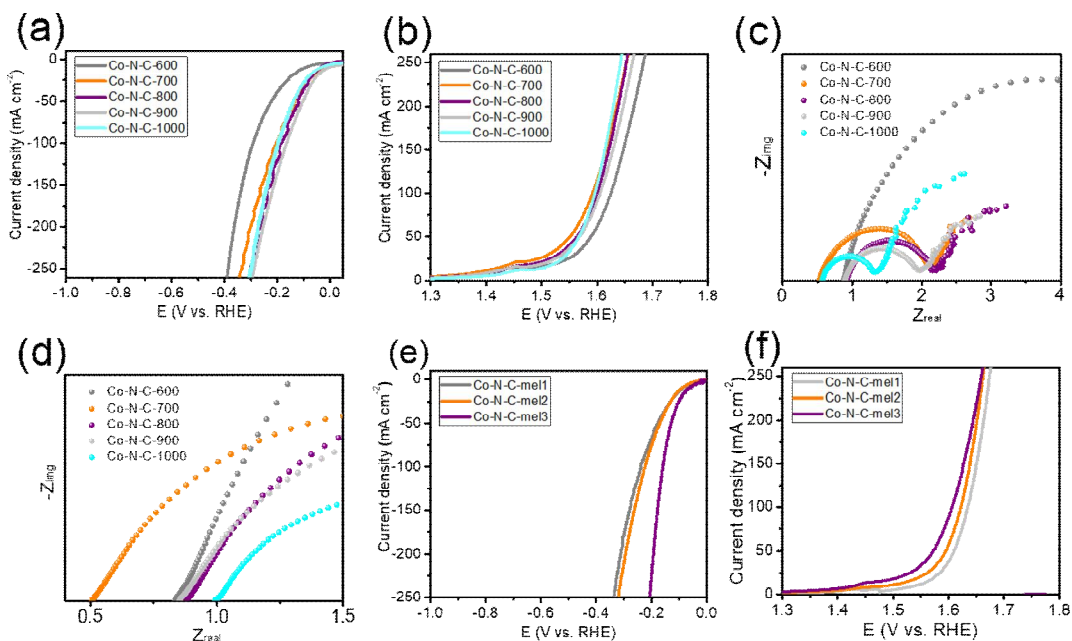 (a)
Co-N-C-600
Co-N-C-700
Co-N-C-800
Co-N-C-900
Co-N-C-1000
Current density (mA cm⁻²)
0
-50
-100
-150
-200
-250
-1.0 -0.8 -0.6 -0.4 -0.2 0.0
E (V vs. RHE)
(b)
Co-N-C-600
Co-N-C-700
Co-N-C-800
Co-N-C-900
Co-N-C-1000
Current density (mA cm⁻²)
250
200
150
100
50
0
1.3 1.4 1.5 1.6 1.7 1.8
E (V vs. RHE)
(c)
Co-N-C-600
Co-N-C-700
Co-N-C-800
Co-N-C-900
Co-N-C-1000
-Zimg
0 1 2 3 4
Zreal
(d)
Co-N-C-600
Co-N-C-700
Co-N-C-800
Co-N-C-900
Co-N-C-1000
-Zimg
0.5 1.0 1.5
Zreal
(e)
Co-N-C-mel1
Co-N-C-mel2
Co-N-C-mel3
Current density (mA cm⁻²)
0
-50
-100
-150
-200
-250
-1.0 -0.8 -0.6 -0.4 -0.2 0.0
E (V vs. RHE)
(f)
Co-N-C-mel1
Co-N-C-mel2
Co-N-C-mel3
Current density (mA cm⁻²)
250
200
150
100
50
0
1.3 1.4 1.5 1.6 1.7 1.8
E (V vs. RHE)